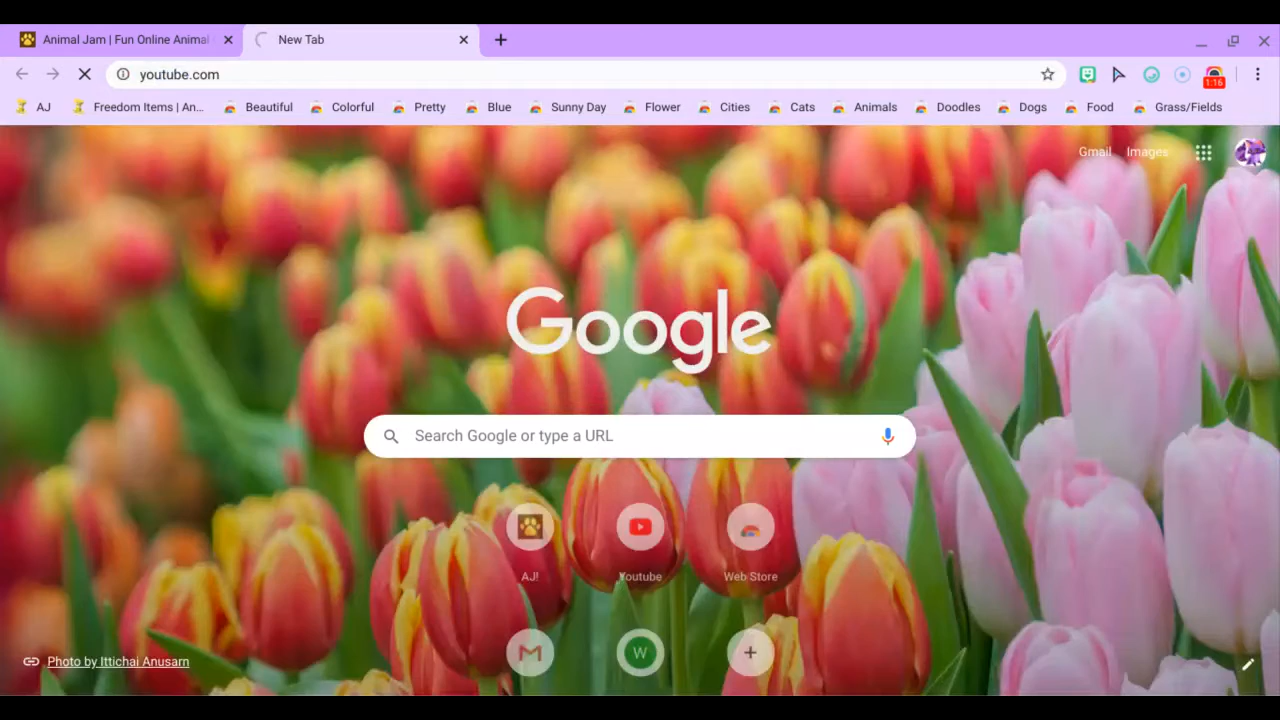 Animal Jam | Fun Online Animal
New Tab
youtube.com
1:16
AJ
Freedom Items | An...
Beautiful
Colorful
Pretty
Blue
Sunny Day
Flower
Cities
Cats
Animals
Doodles
Dogs
Food
Grass/Fields
Gmail
Images
Google
Search Google or type a URL
AJ!
Youtube
Web Store
W
Photo by Ittichai Anusarn